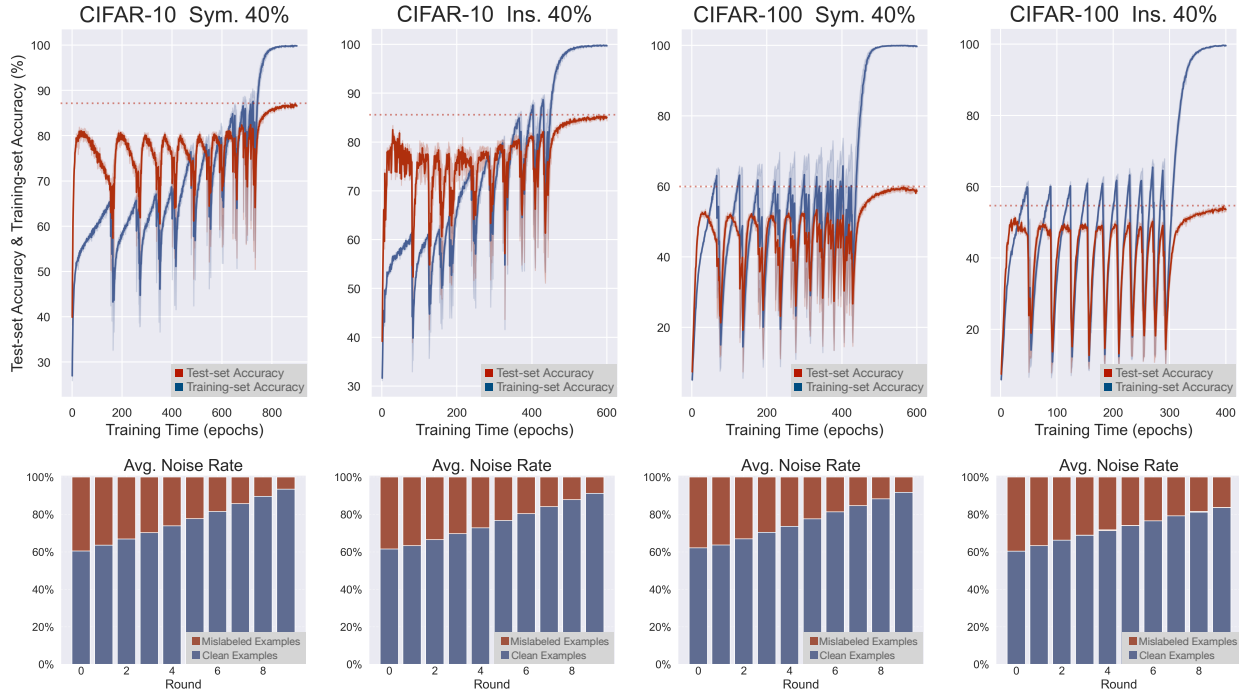 CIFAR-10 Sym. 40%
CIFAR-10 Ins. 40%
CIFAR-100 Sym. 40%
CIFAR-100 Ins. 40%
Test-set Accuracy & Training-set Accuracy (%)
100
90
80
70
60
50
40
30
0 200 400 600 800
Training Time (epochs)
Test-set Accuracy
Training-set Accuracy
100
90
80
70
60
50
40
30
0 200 400 600
Training Time (epochs)
Test-set Accuracy
Training-set Accuracy
100
80
60
40
20
0 200 400 600
Training Time (epochs)
Test-set Accuracy
Training-set Accuracy
100
80
60
40
20
0 100 200 300 400
Training Time (epochs)
Test-set Accuracy
Training-set Accuracy
Avg. Noise Rate
100%
80%
60%
40%
20%
0%
Mislabeled Examples
Clean Examples
0 2 4 6 8
Round
Avg. Noise Rate
100%
80%
60%
40%
20%
0%
Mislabeled Examples
Clean Examples
0 2 4 6 8
Round
Avg. Noise Rate
100%
80%
60%
40%
20%
0%
Mislabeled Examples
Clean Examples
0 2 4 6 8
Round
Avg. Noise Rate
100%
80%
60%
40%
20%
0%
Mislabeled Examples
Clean Examples
0 2 4 6 8
Round